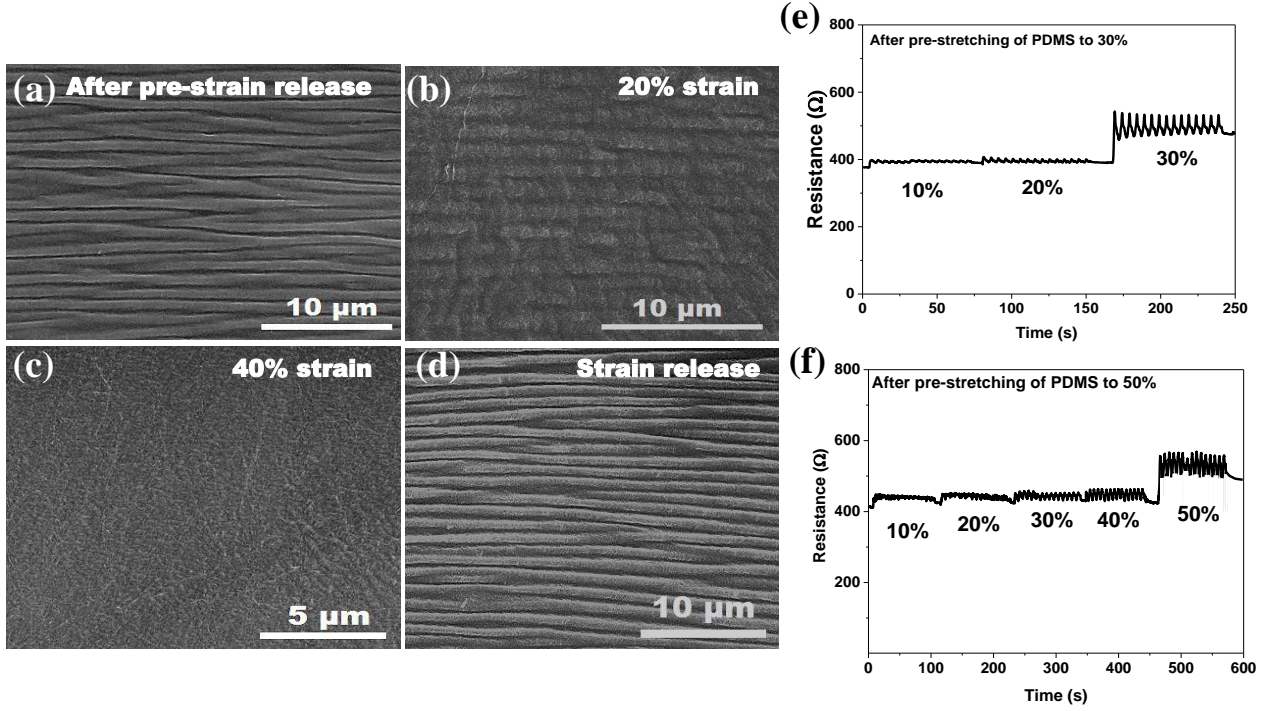 (a) After pre-strain release
10 µm
(b) 20% strain
10 µm
(c) 40% strain
5 µm
(d) Strain release
10 µm
(e)
After pre-stretching of PDMS to 30%
Resistance (Ω)
800
600
400
200
0
10%
20%
30%
0 50 100 150 200 250
Time (s)
(f)
After pre-stretching of PDMS to 50%
Resistance (Ω)
800
600
400
200
10%
20%
30%
40%
50%
0 100 200 300 400 500 600
Time (s)